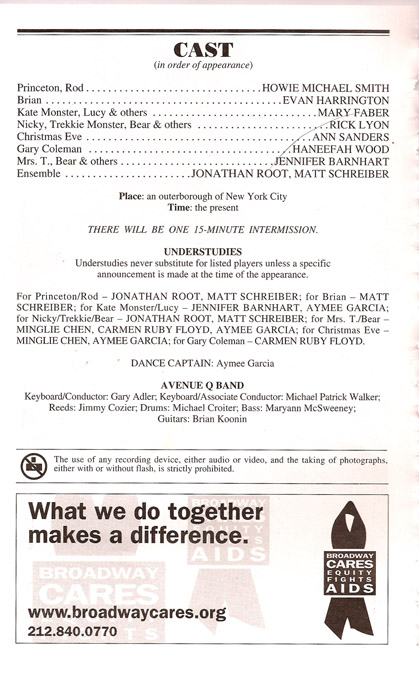 CAST
(in order of appearance)
Princeton, Rod ........................................ HOWIE MICHAEL SMITH
Brian ........................................ EVAN HARRINGTON
Kate Monster, Lucy & others ........................................ MARY FABER
Nicky, Trekkie Monster, Bear & others ........................................ RICK LYON
Christmas Eve ........................................ ANN SANDERS
Gary Coleman ........................................ HANEEFAH WOOD
Mrs. T., Bear & others ........................................ JENNIFER BARNHART
Ensemble ........................................ JONATHAN ROOT, MATT SCHREIBER
Place: an outerborough of New York City
Time: the present
THERE WILL BE ONE 15-MINUTE INTERMISSION.
UNDERSTUDIES
Understudies never substitute for listed players unless a specific
announcement is made at the time of the appearance.
For Princeton/Rod – JONATHAN ROOT, MATT SCHREIBER; for Brian – MATT
SCHREIBER; for Kate Monster/Lucy – JENNIFER BARNHART, AYMEE GARCIA;
for Nicky/Trekkie/Bear – JONATHAN ROOT, MATT SCHREIBER; for Mrs. T./Bear –
MINGLIE CHEN, CARMEN RUBY FLOYD, AYMEE GARCIA; for Christmas Eve –
MINGLIE CHEN, AYMEE GARCIA; for Gary Coleman – CARMEN RUBY FLOYD.
DANCE CAPTAIN: Aymee Garcia
AVENUE Q BAND
Keyboard/Conductor: Gary Adler; Keyboard/Associate Conductor: Michael Patrick Walker;
Reeds: Jimmy Cozier; Drums: Michael Croiter; Bass: Maryann McSweeney;
Guitars: Brian Koonin
The use of any recording device, either audio or video, and the taking of photographs,
either with or without flash, is strictly prohibited.
What we do together
makes a difference.
www.broadwaycares.org
212.840.0770
BROADWAY
CARES
EQUITY
FIGHTS
AIDS
BROADWAY
CARES
EQUITY
FIGHTS
AIDS
BROADWAY
CARES